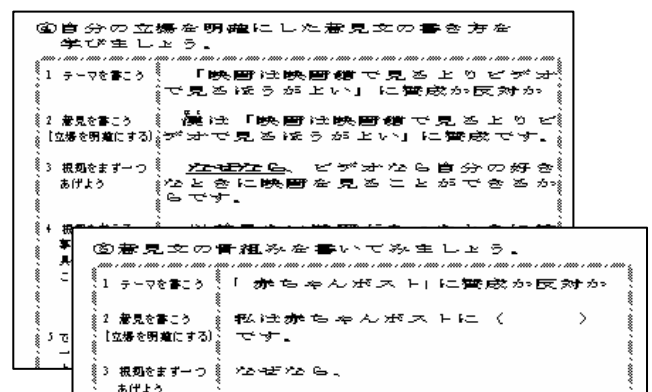 ④自分の立場を明確にした意見文の書き方を
学びましょう。
1 テーマを書こう
「映画は映画館で見るよりビデオ
で見るほうがよい」に賛成か反対か
2 意見を書こう
(立場を明確にする)
僕は「映画は映画館で見るよりビ
デオで見るほうがよい」に賛成です。
3 根拠をまず一つ
あげよう
なぜなら、ビデオなら自分の好き
なときに映画を見ることができるか
らです。
4
5 で
⑤意見文の骨組みを書いてみましょう。
1 テーマを書こう
「赤ちゃんポスト」に賛成か反対か
2 意見を書こう
(立場を明確にする)
私は赤ちゃんポストに(　　　)
です。
3 根拠をまず一つ
あげよう
なぜなら、